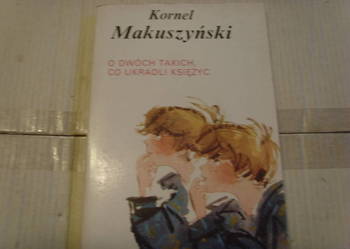 Kornel
Makuszyński
O DWÓCH TAKICH,
CO UKRADLI KSIĘŻYC